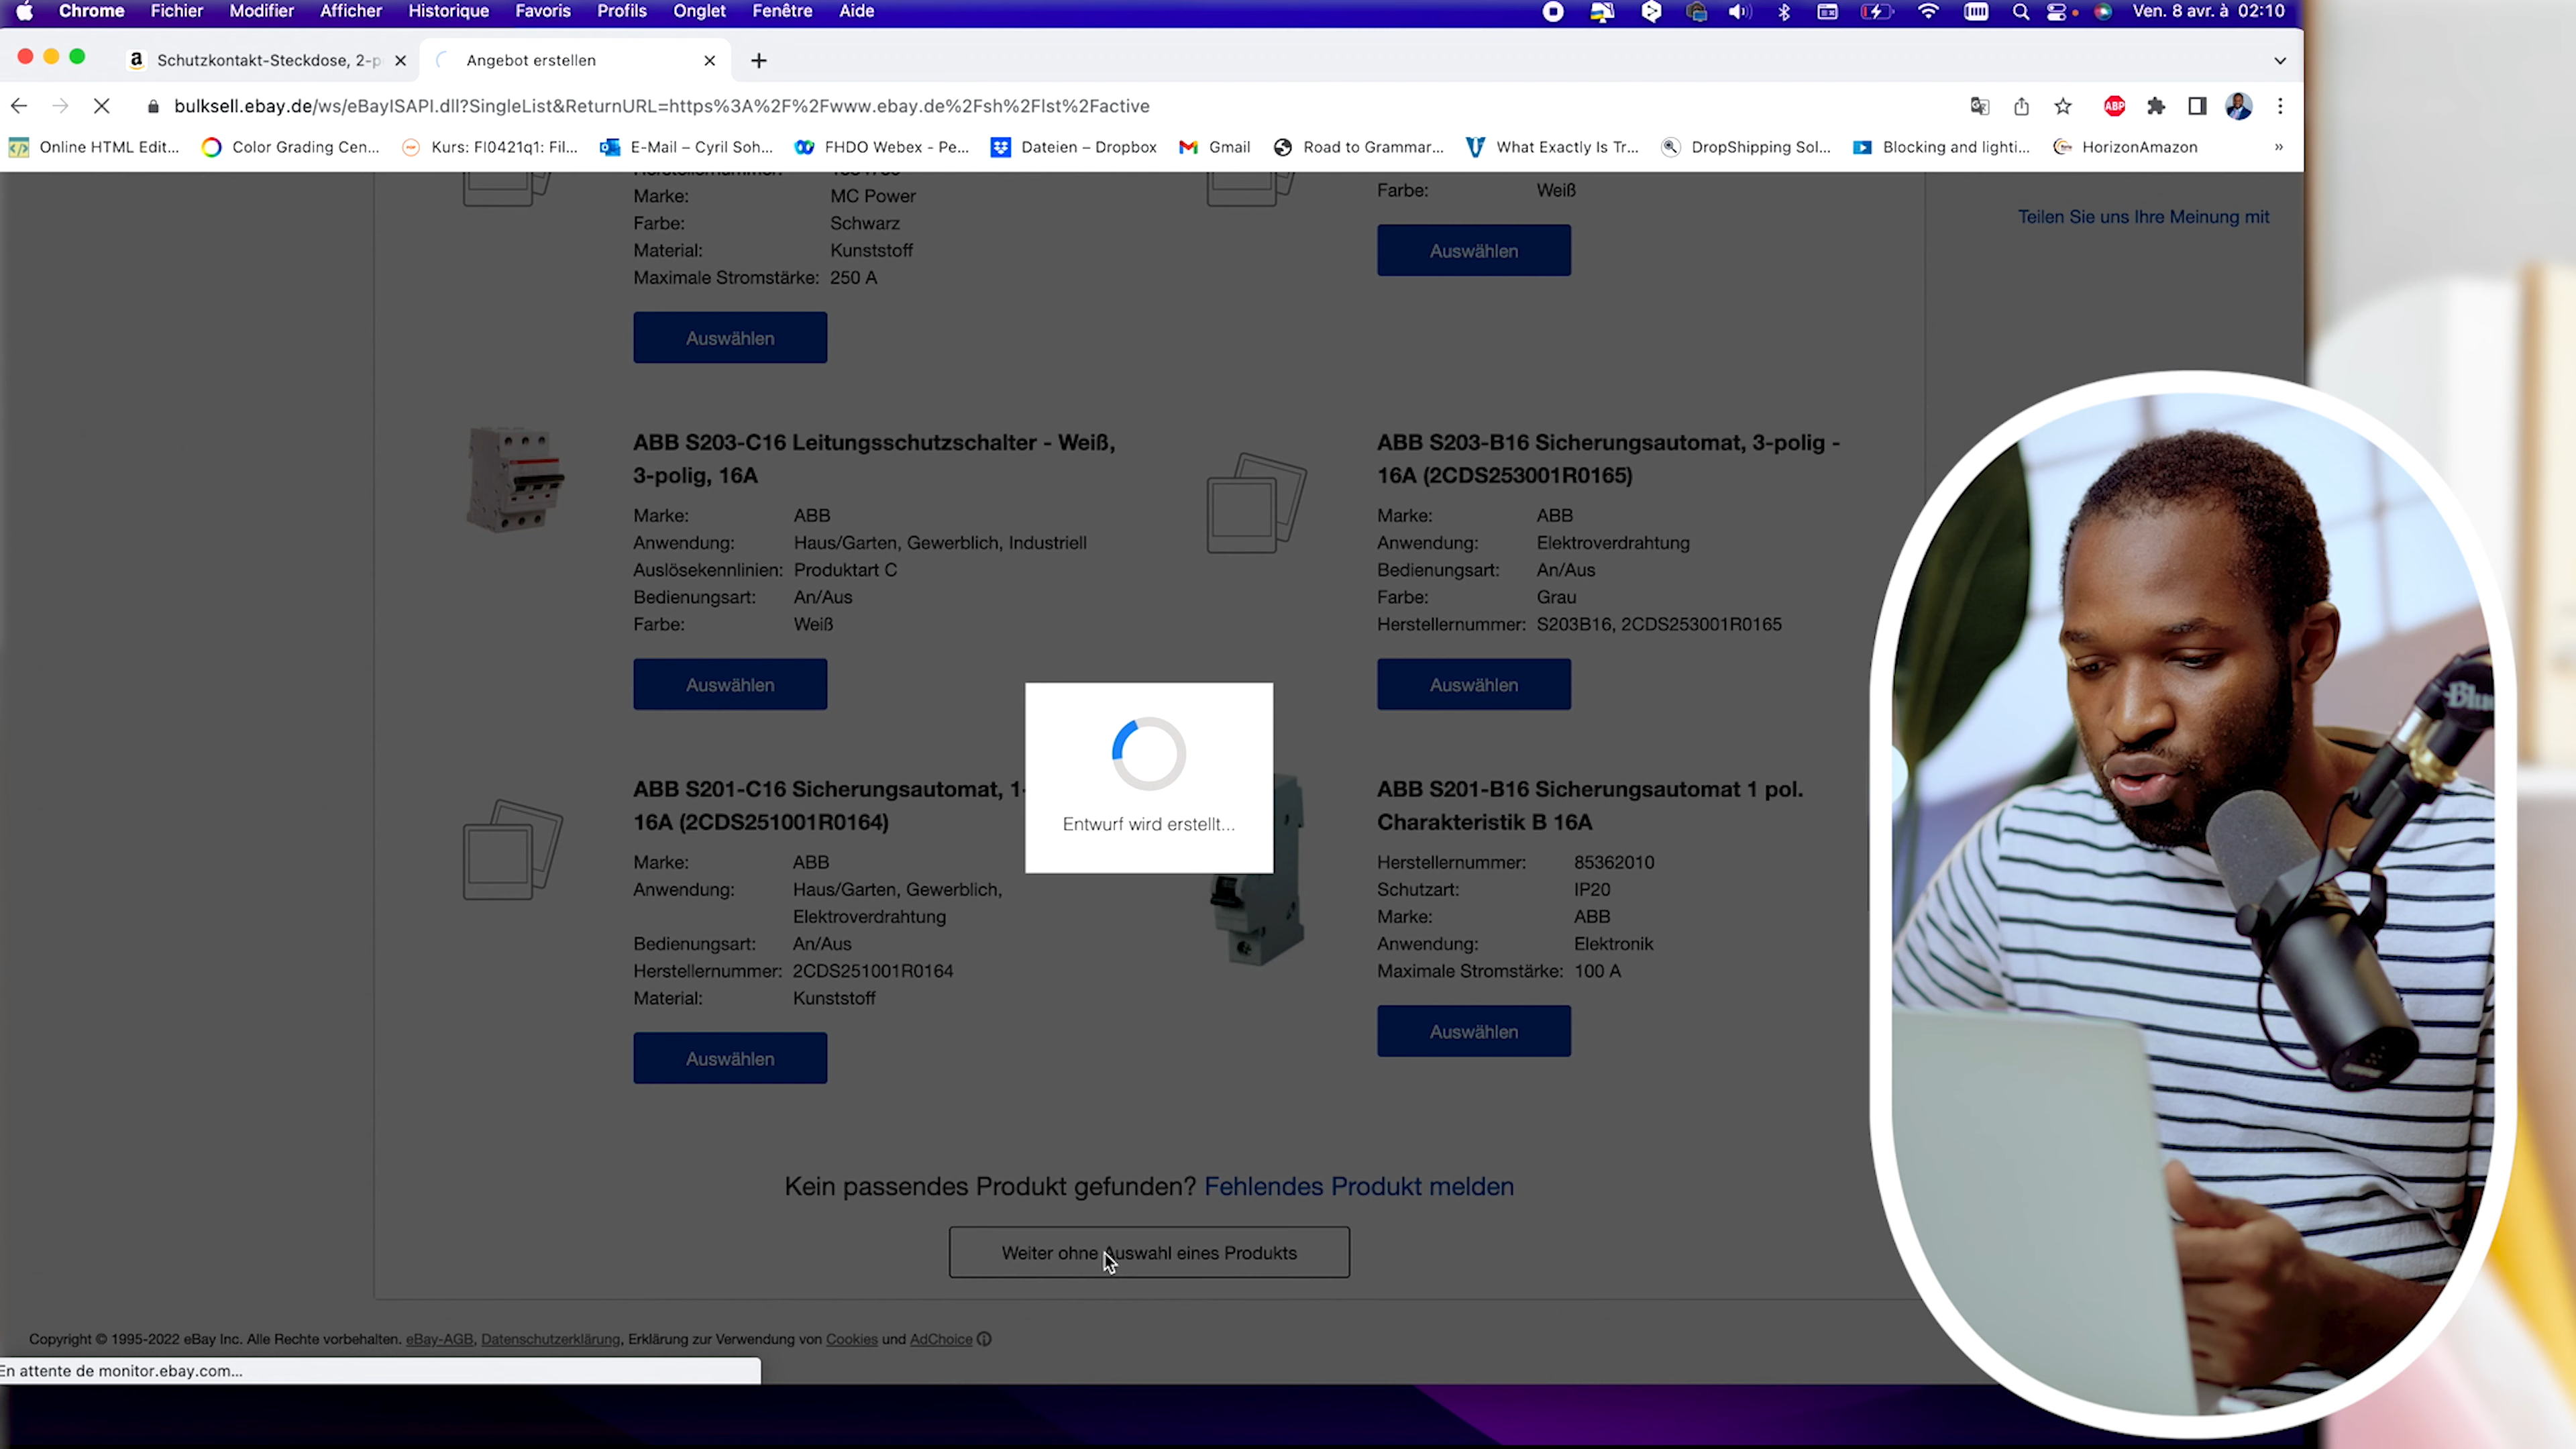 Chrome Fichier Modifier Afficher Historique Favoris Profils Onglet Fenêtre Aide Ven. 8 avr. à 02:10
a Schutzkontakt-Steckdose, 2-p
Angebot erstellen
bulksell.ebay.de/ws/eBayISAPI.dll?SingleList&ReturnURL=https%3A%2F%2Fwww.ebay.de%2Fsh%2Flst%2Factive
ABP
Online HTML Edit... Color Grading Cen... Kurs: FI0421q1: Fil... E-Mail – Cyril Soh... FHDO Webex - Pe... Dateien – Dropbox Gmail Road to Grammar... What Exactly Is Tr... DropShipping Sol... Blocking and lighti... HorizonAmazon »
Marke: MC Power
Farbe: Schwarz
Material: Kunststoff
Maximale Stromstärke: 250 A
Auswählen
Farbe: Weiß
Auswählen
Teilen Sie uns Ihre Meinung mit
ABB S203-C16 Leitungsschutzschalter - Weiß,
3-polig, 16A
Marke: ABB
Anwendung: Haus/Garten, Gewerblich, Industriell
Auslösekennlinien: Produktart C
Bedienungsart: An/Aus
Farbe: Weiß
Auswählen
ABB S203-B16 Sicherungsautomat, 3-polig -
16A (2CDS253001R0165)
Marke: ABB
Anwendung: Elektroverdrahtung
Bedienungsart: An/Aus
Farbe: Grau
Herstellernummer: S203B16, 2CDS253001R0165
Auswählen
Entwurf wird erstellt...
ABB S201-C16 Sicherungsautomat, 1-
16A (2CDS251001R0164)
Marke: ABB
Anwendung: Haus/Garten, Gewerblich,
Elektroverdrahtung
Bedienungsart: An/Aus
Herstellernummer: 2CDS251001R0164
Material: Kunststoff
Auswählen
ABB S201-B16 Sicherungsautomat 1 pol.
Charakteristik B 16A
Herstellernummer: 85362010
Schutzart: IP20
Marke: ABB
Anwendung: Elektronik
Maximale Stromstärke: 100 A
Auswählen
Kein passendes Produkt gefunden? Fehlendes Produkt melden
Weiter ohne Auswahl eines Produkts
Copyright © 1995-2022 eBay Inc. Alle Rechte vorbehalten. eBay-AGB, Datenschutzerklärung, Erklärung zur Verwendung von Cookies und AdChoice
En attente de monitor.ebay.com...
Blu